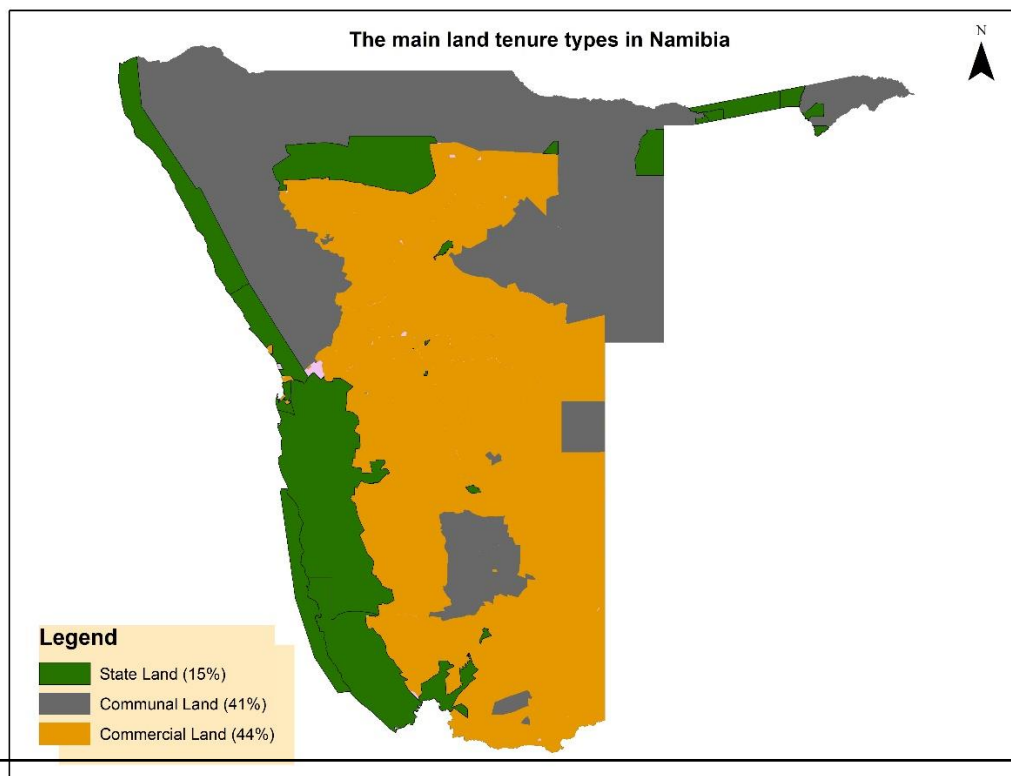 The main land tenure types in Namibia
N
Legend
State Land (15%)
Communal Land (41%)
Commercial Land (44%)